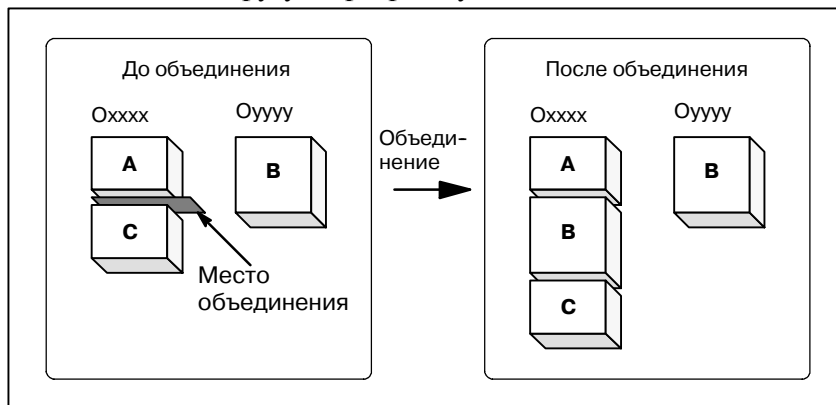 До объединения
Oxxxx
Oyyyy
A
B
C
Место
объединения
Объеди-
нение
После объединения
Oxxxx
Oyyyy
A
B
B
C